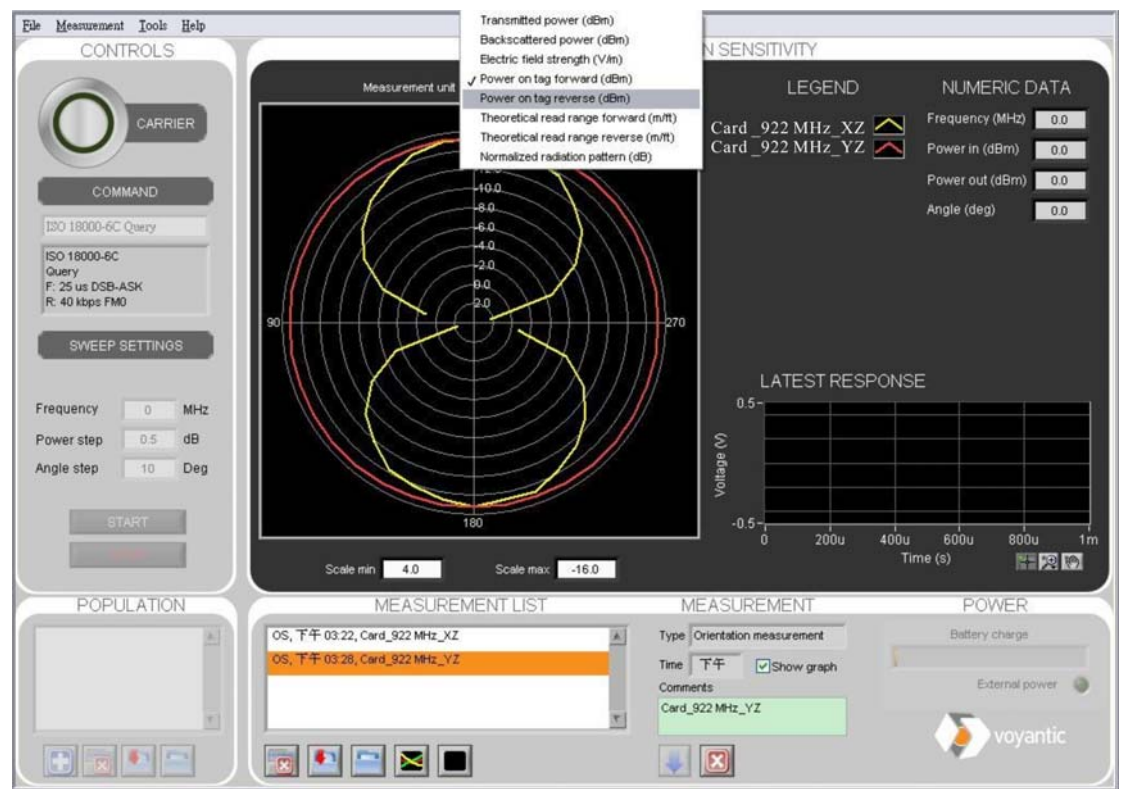 File Measurement Tools Help
CONTROLS
CARRIER
COMMAND
ISO 18000-6C Query
ISO 18000-6C
Query
F: 25 us DSB-ASK
R: 40 kbps FM0
SWEEP SETTINGS
Frequency 0 MHz
Power step 0.5 dB
Angle step 10 Deg
START
N SENSITIVITY
Measurement unit
Transmitted power (dBm)
Backscattered power (dBm)
Electric field strength (V/m)
Power on tag forward (dBm)
Power on tag reverse (dBm)
Theoretical read range forward (m/ft)
Theoretical read range reverse (m/ft)
Normalized radiation pattern (dB)
-12.0
-10.0
-8.0
-6.0
-4.0
-2.0
0.0
2.0
90
270
180
Scale min 4.0
Scale max -16.0
LEGEND
Card _922 MHz_XZ
Card _922 MHz_YZ
NUMERIC DATA
Frequency (MHz) 0.0
Power in (dBm) 0.0
Power out (dBm) 0.0
Angle (deg) 0.0
LATEST RESPONSE
Voltage (V)
0.5
-0.5
0 200u 400u 600u 800u 1m
Time (s)
POPULATION
MEASUREMENT LIST
OS, 下午 03:22, Card_922 MHz_XZ
OS, 下午 03:28, Card_922 MHz_YZ
MEASUREMENT
Type Orientation measurement
Time 下午 Show graph
Comments
Card_922 MHz_YZ
POWER
Battery charge
External power
voyantic